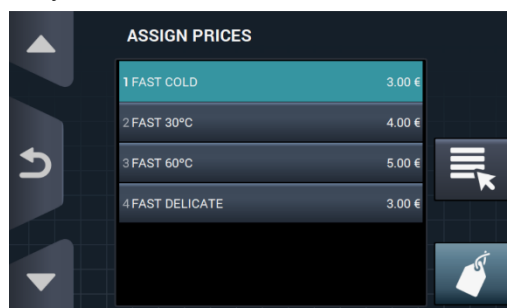 ASSIGN PRICES
1 FAST COLD 3.00 €
2 FAST 30ºC 4.00 €
3 FAST 60ºC 5.00 €
4 FAST DELICATE 3.00 €